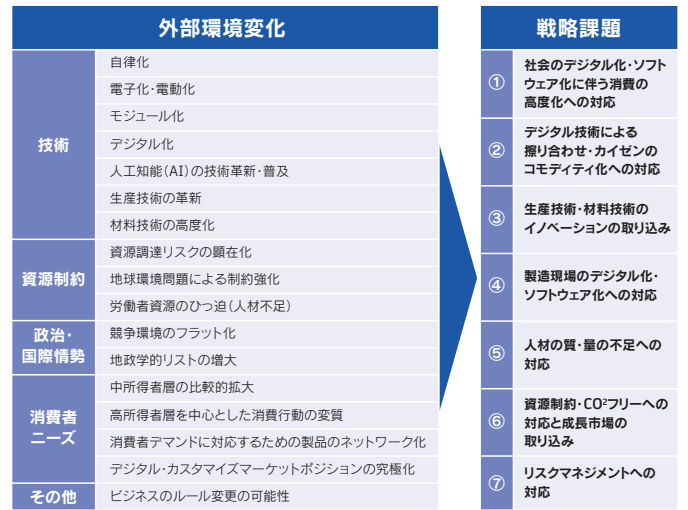 外部環境変化
技術
自律化
電子化・電動化
モジュール化
デジタル化
人工知能（AI）の技術革新・普及
生産技術の革新
材料技術の高度化
資源制約
資源調達リスクの顕在化
地球環境問題による制約強化
労働者資源のひっ迫（人材不足）
政治・
国際情勢
競争環境のフラット化
地政学的リストの増大
消費者
ニーズ
中所得者層の比較的拡大
高所得者層を中心とした消費行動の変質
消費者デマンドに対応するための製品のネットワーク化
デジタル・カスタマイズマーケットポジションの究極化
その他
ビジネスのルール変更の可能性
戦略課題
①
社会のデジタル化・ソフト
ウェア化に伴う消費の
高度化への対応
②
デジタル技術による
擦り合わせ・カイゼンの
コモディティ化への対応
③
生産技術・材料技術の
イノベーションの取り込み
④
製造現場のデジタル化・
ソフトウェア化への対応
⑤
人材の質・量の不足への
対応
⑥
資源制約・CO²フリーへの
対応と成長市場の
取り込み
⑦
リスクマネジメントへの
対応